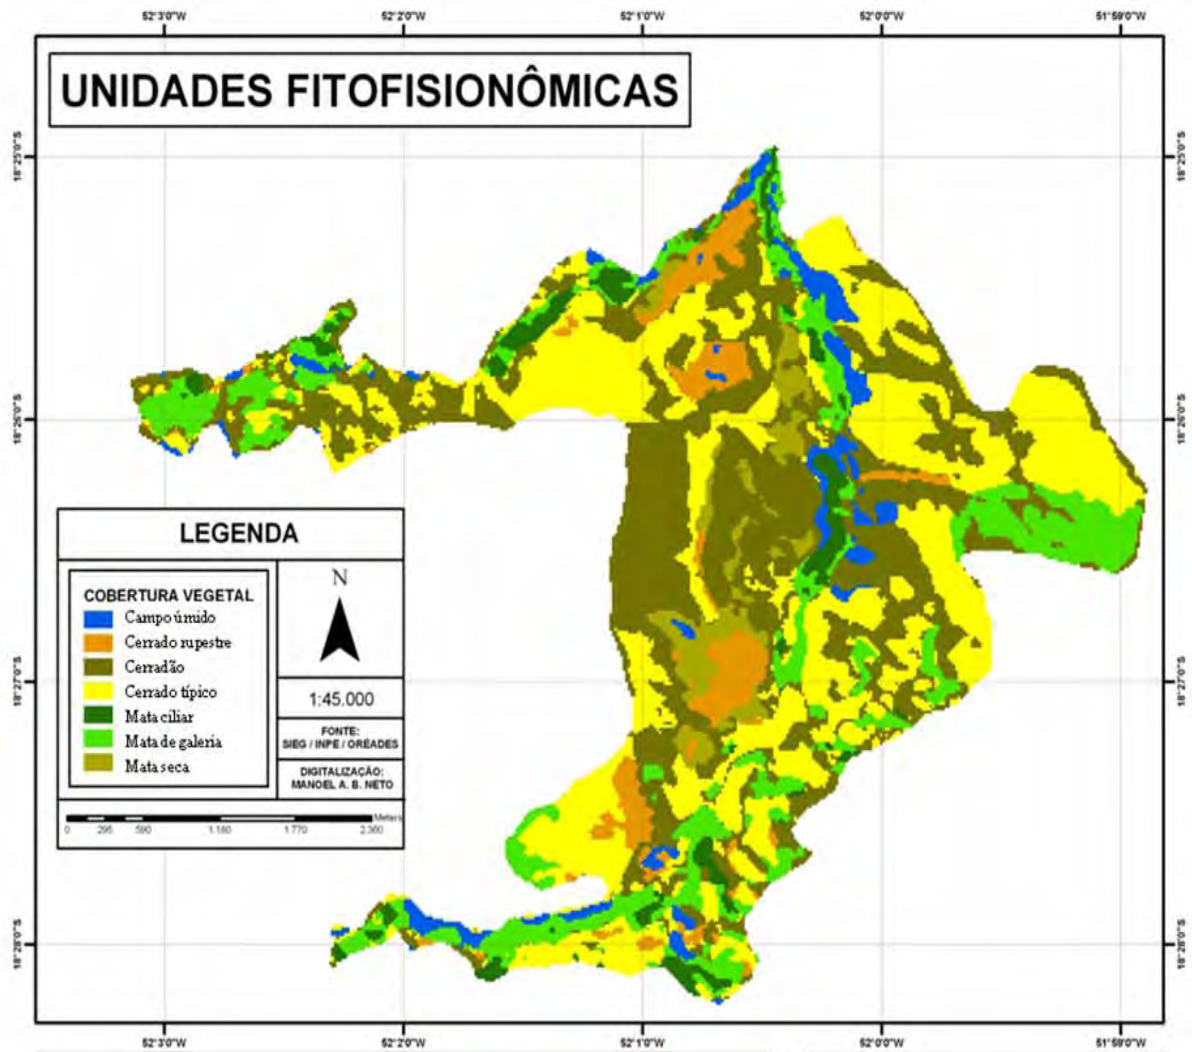 52°3'0"W 52°2'0"W 52°1'0"W 52°0'0"W 51°59'0"W
UNIDADES FITOFISIONÔMICAS
18°25'0"S 18°25'0"S
18°26'0"S 18°26'0"S
LEGENDA
COBERTURA VEGETAL
Campo úmido
Cerrado rupestre
Cerradão
Cerrado típico
Mata ciliar
Mata de galeria
Mata seca
N
1:45.000
FONTE:
SIEG / INPE / ORÉADES
DIGITALIZAÇÃO:
MANOEL A. B. NETO
Meters
0 295 590 1.180 1.770 2.360
18°27'0"S 18°27'0"S
18°28'0"S 18°28'0"S
52°3'0"W 52°2'0"W 52°1'0"W 52°0'0"W 51°59'0"W